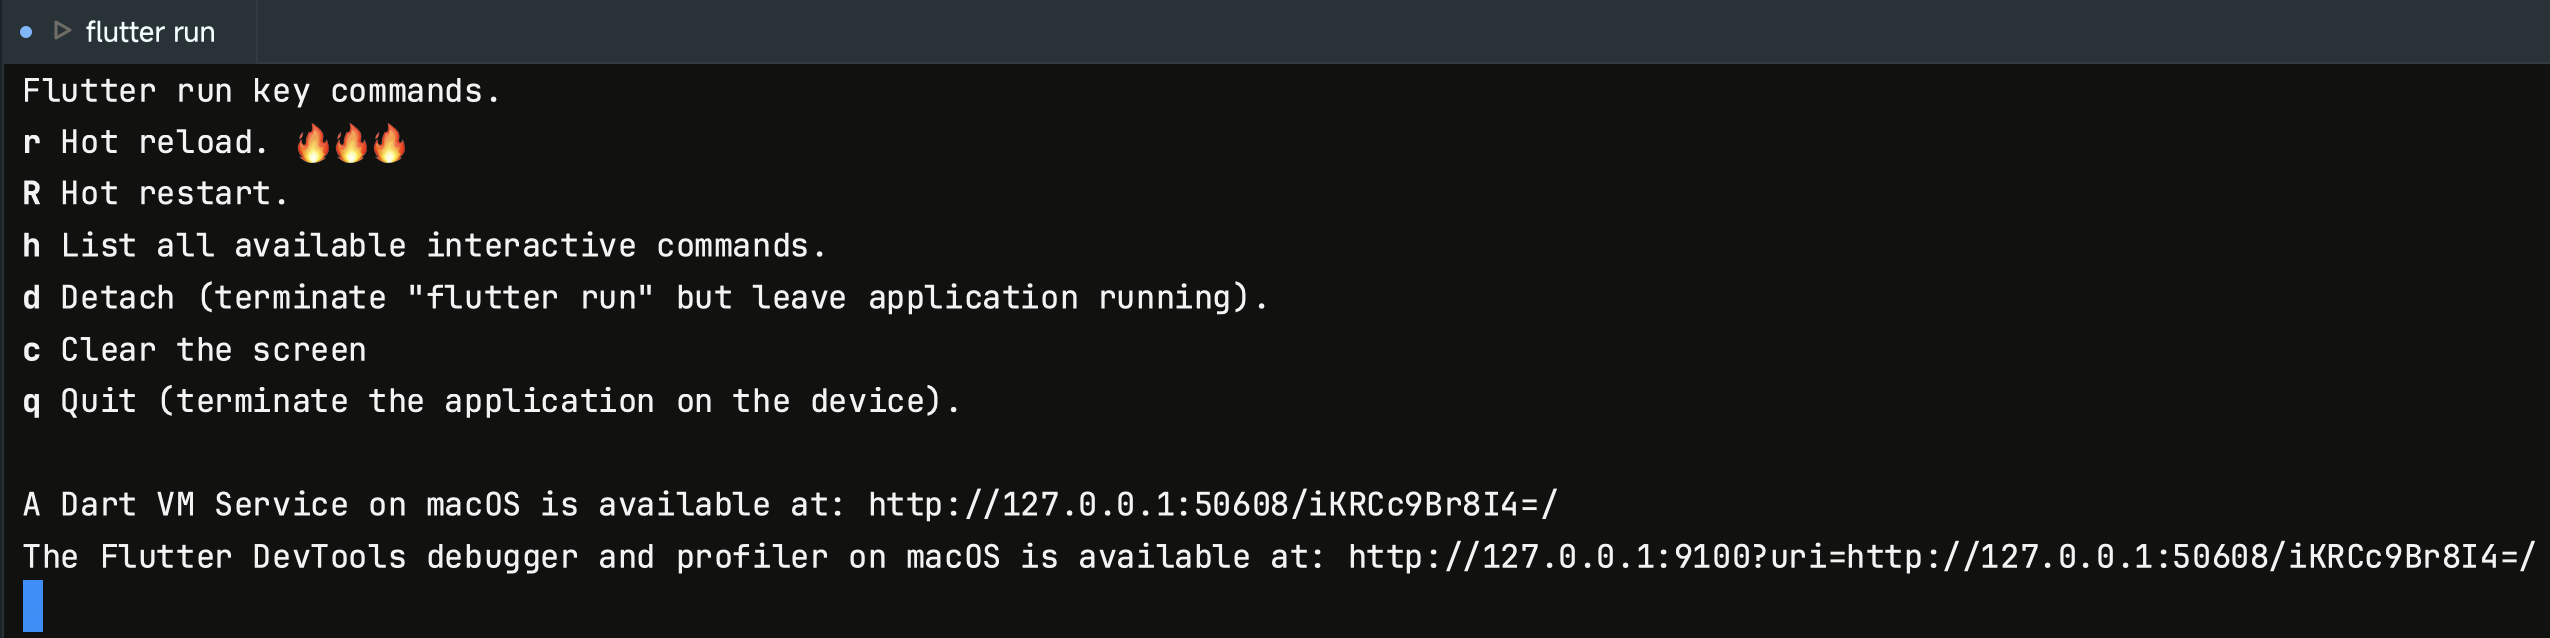 flutter run
Flutter run key commands.
r Hot reload. 🔥🔥🔥
R Hot restart.
h List all available interactive commands.
d Detach (terminate "flutter run" but leave application running).
c Clear the screen
q Quit (terminate the application on the device).
A Dart VM Service on macOS is available at: http://127.0.0.1:50608/iKRCc9Br8I4=/
The Flutter DevTools debugger and profiler on macOS is available at: http://127.0.0.1:9100?uri=http://127.0.0.1:50608/iKRCc9Br8I4=/